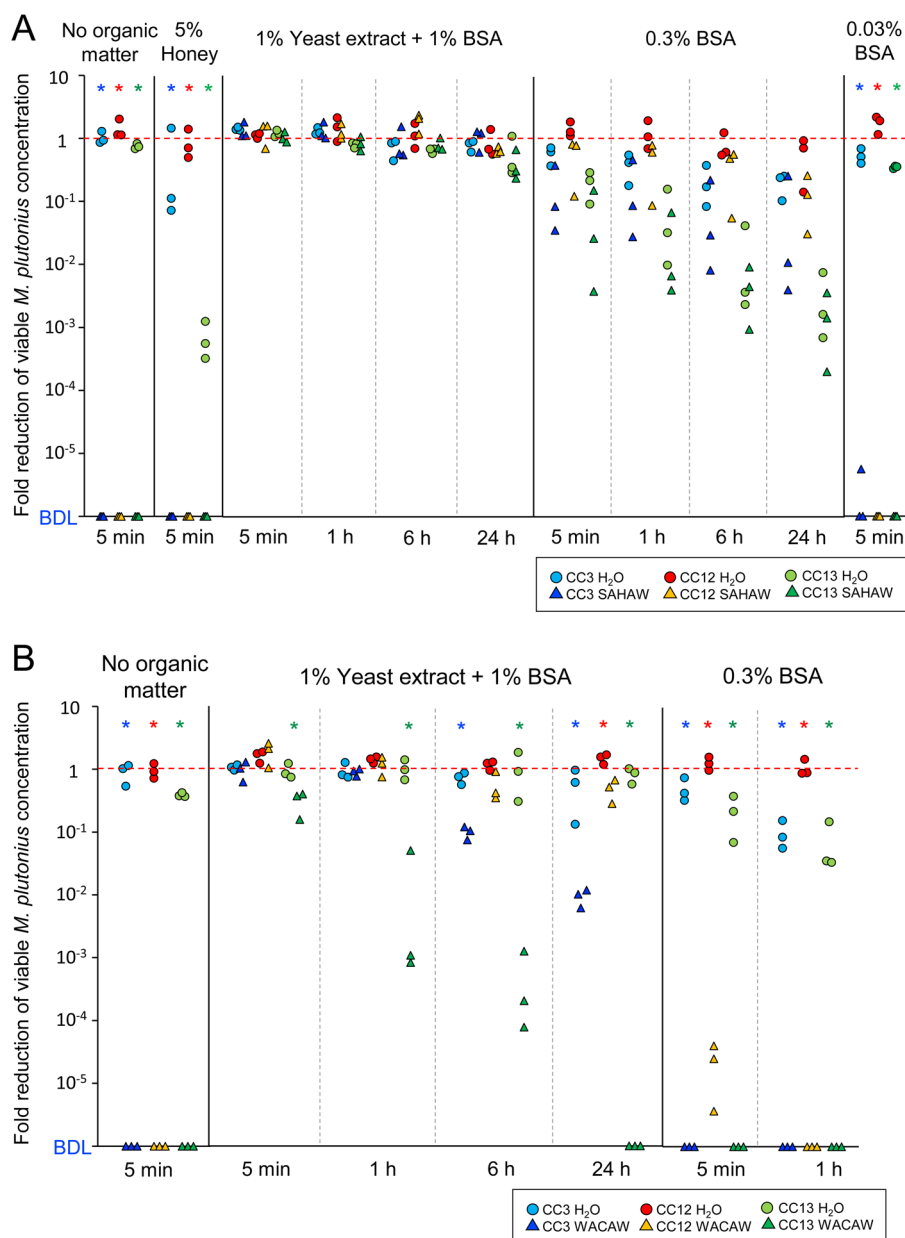 A
No organic matter
5% Honey
1% Yeast extract + 1% BSA
0.3% BSA
0.03% BSA
* * *
* * *
* * *
Fold reduction of viable M. plutonius concentration
10
1
10⁻¹
10⁻²
10⁻³
10⁻⁴
10⁻⁵
BDL
5 min
5 min
5 min
1 h
6 h
24 h
5 min
1 h
6 h
24 h
5 min
CC3 H₂O
CC12 H₂O
CC13 H₂O
CC3 SAHAW
CC12 SAHAW
CC13 SAHAW
B
No organic matter
1% Yeast extract + 1% BSA
0.3% BSA
* * *
*
*
* *
* * *
* * *
* * *
Fold reduction of viable M. plutonius concentration
10
1
10⁻¹
10⁻²
10⁻³
10⁻⁴
10⁻⁵
BDL
5 min
5 min
1 h
6 h
24 h
5 min
1 h
CC3 H₂O
CC12 H₂O
CC13 H₂O
CC3 WACAW
CC12 WACAW
CC13 WACAW